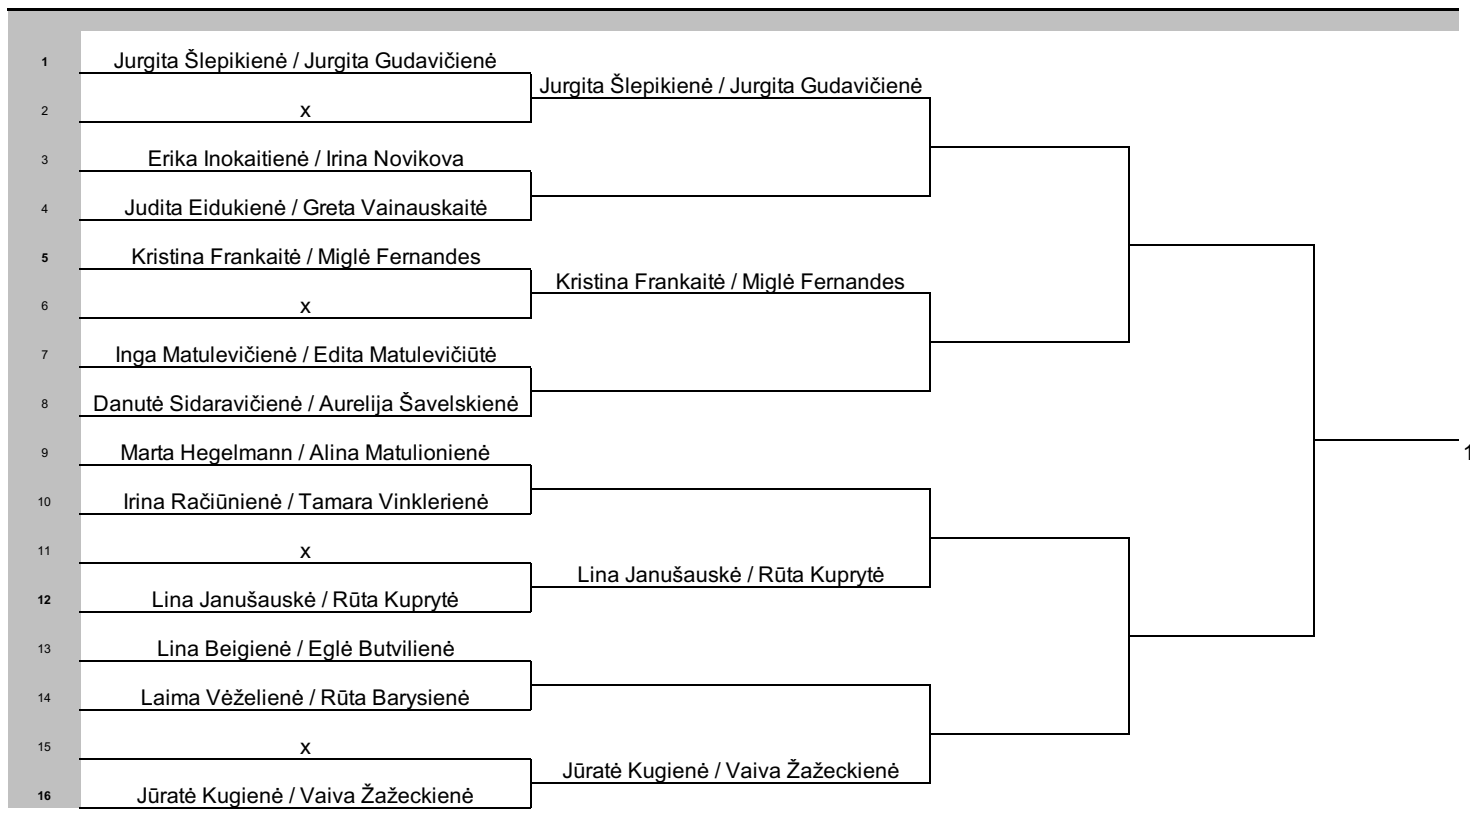 1 Jurgita Šlepikienė / Jurgita Gudavičienė
Jurgita Šlepikienė / Jurgita Gudavičienė
2 x
3 Erika Inokaitienė / Irina Novikova
4 Judita Eidukienė / Greta Vainauskaitė
5 Kristina Frankaitė / Miglė Fernandes
Kristina Frankaitė / Miglė Fernandes
6 x
7 Inga Matulevičienė / Edita Matulevičiūtė
8 Danutė Sidaravičienė / Aurelija Šavelskienė
9 Marta Hegelmann / Alina Matulionienė
1
10 Irina Račiūnienė / Tamara Vinklerienė
11 x
Lina Janušauskė / Rūta Kuprytė
12 Lina Janušauskė / Rūta Kuprytė
13 Lina Beigienė / Eglė Butvilienė
14 Laima Vėželienė / Rūta Barysienė
15 x
Jūratė Kugienė / Vaiva Žažeckienė
16 Jūratė Kugienė / Vaiva Žažeckienė